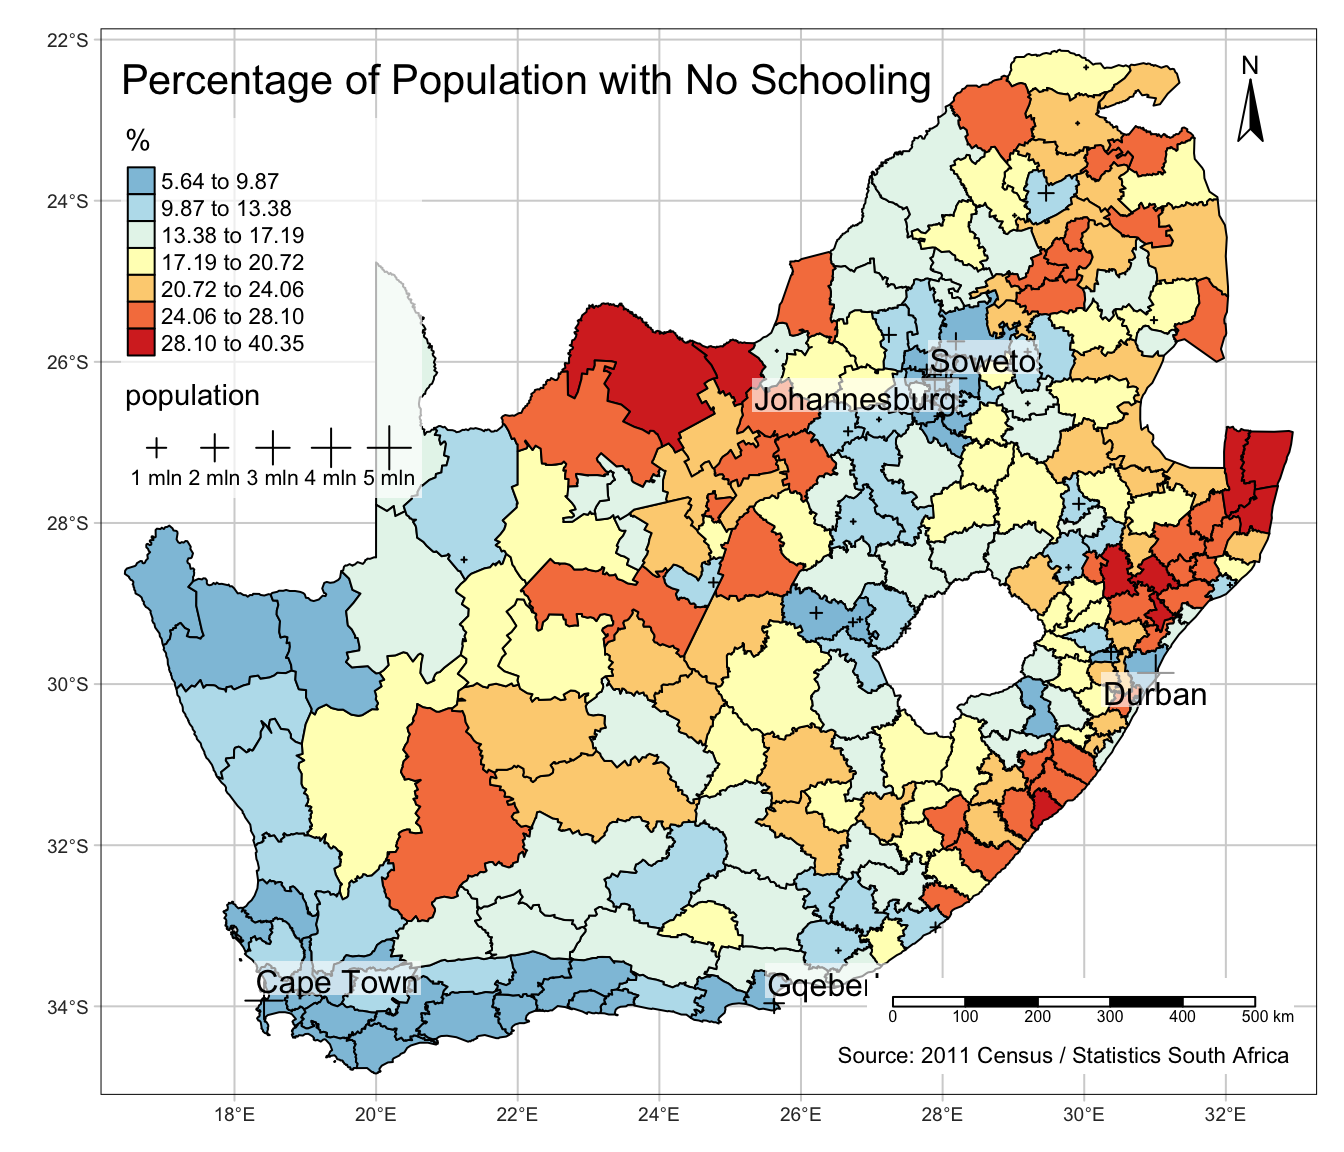 Percentage of Population with No Schooling
N
%
5.64 to 9.87
9.87 to 13.38
13.38 to 17.19
17.19 to 20.72
20.72 to 24.06
24.06 to 28.10
28.10 to 40.35
population
1 mln 2 mln 3 mln 4 mln 5 mln
22°S
24°S
26°S
28°S
30°S
32°S
34°S
Soweto
Johannesburg
Durban
Cape Town
Gqeber
0 100 200 300 400 500 km
Source: 2011 Census / Statistics South Africa
18°E 20°E 22°E 24°E 26°E 28°E 30°E 32°E